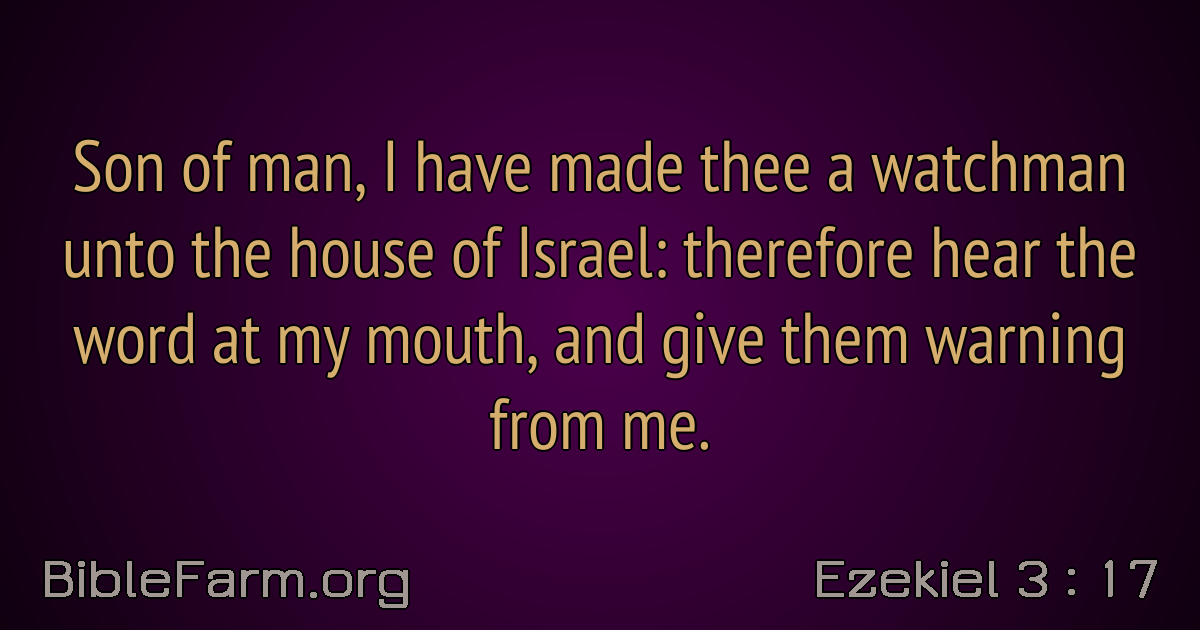 Son of man, I have made thee a watchman
unto the house of Israel: therefore hear the
word at my mouth, and give them warning
from me.
BibleFarm.org
Ezekiel 3 : 17